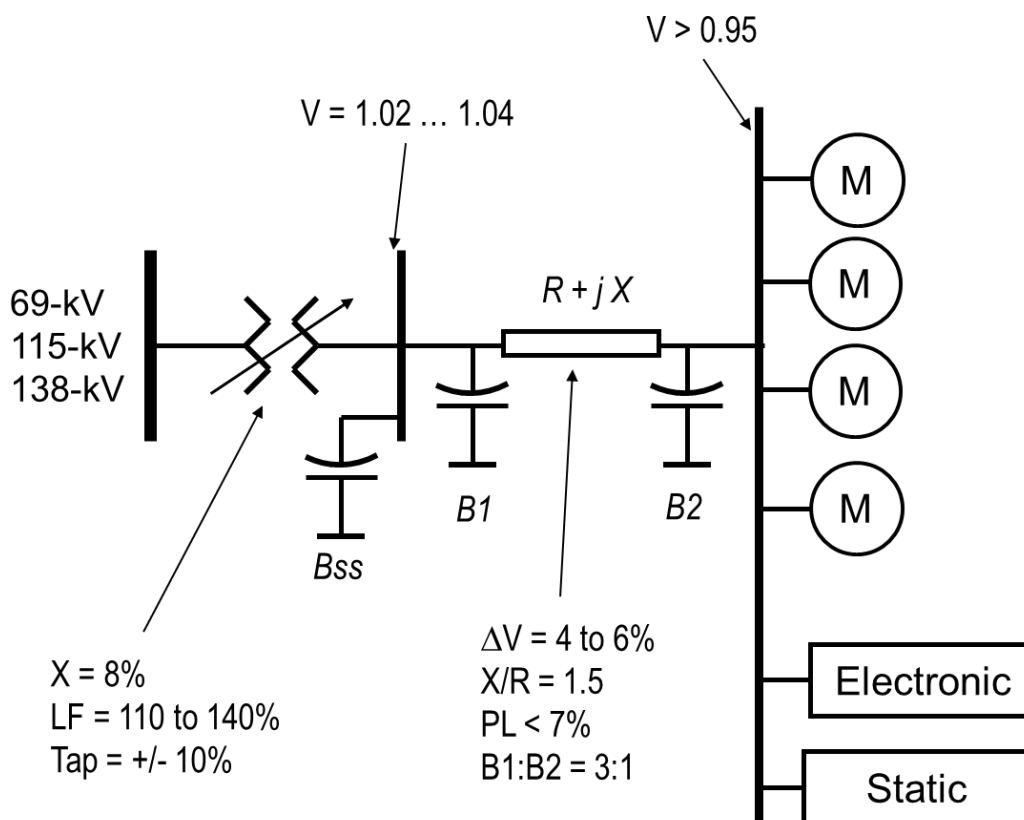 V > 0.95
V = 1.02 … 1.04
69-kV
115-kV
138-kV
R + j X
M
M
M
M
B1
B2
Bss
X = 8%
LF = 110 to 140%
Tap = +/- 10%
ΔV = 4 to 6%
X/R = 1.5
PL < 7%
B1:B2 = 3:1
Electronic
Static